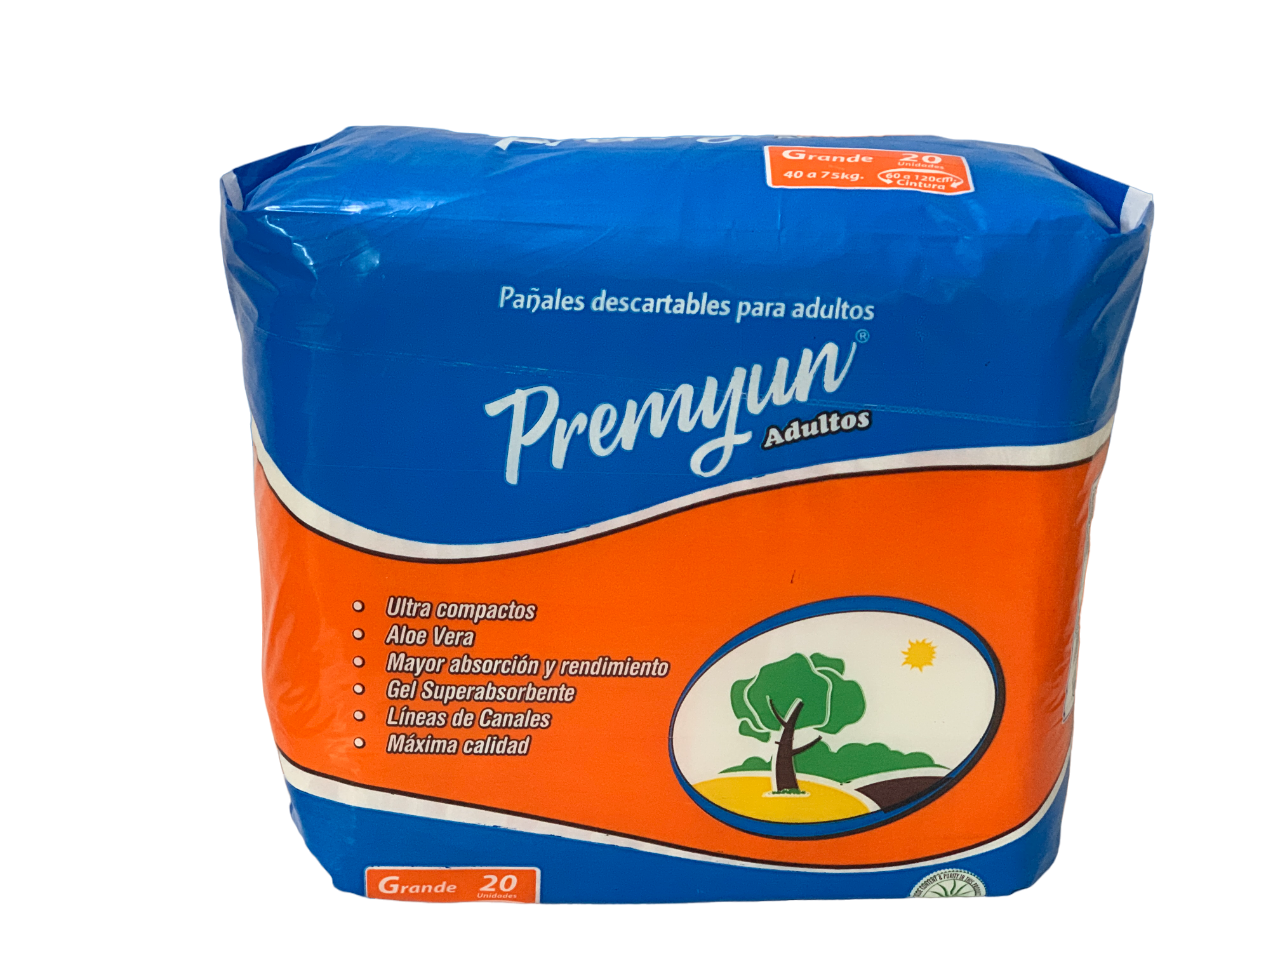 Grande 20
Unidades
40 a 75kg. 60 a 120cm.
Cintura
Pañales descartables para adultos
Premyun®
Adultos
• Ultra compactos
• Aloe Vera
• Mayor absorción y rendimiento
• Gel Superabsorbente
• Líneas de Canales
• Máxima calidad
Grande 20
Unidades